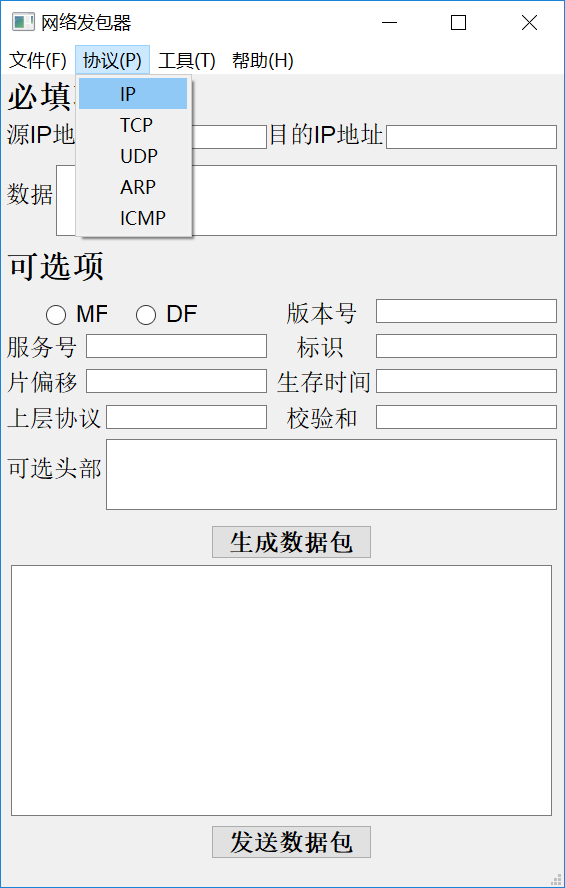 网络发包器
文件(F) 协议(P) 工具(T) 帮助(H)
必填
IP
源IP地 目的IP地址
TCP
UDP
数据
ARP
ICMP
可选项
MF DF 版本号
服务号 标识
片偏移 生存时间
上层协议 校验和
可选头部
生成数据包
发送数据包